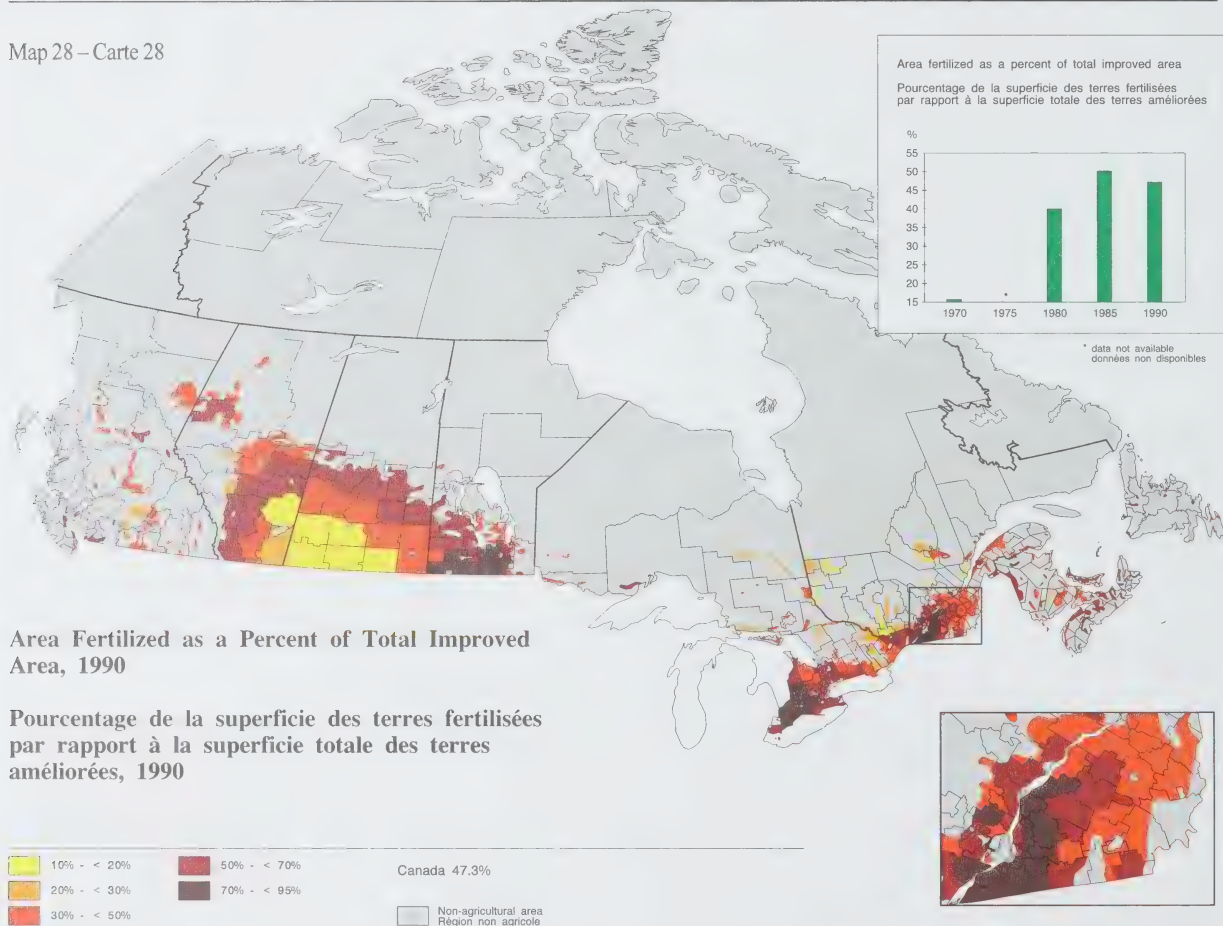 Map 28 – Carte 28
Area fertilized as a percent of total improved area
Pourcentage de la superficie des terres fertilisées
par rapport à la superficie totale des terres améliorées
%
55
50
45
40
35
30
25
20
15
1970 1975 1980 1985 1990
*
* data not available
données non disponibles
Area Fertilized as a Percent of Total Improved
Area, 1990
Pourcentage de la superficie des terres fertilisées
par rapport à la superficie totale des terres
améliorées, 1990
10% - < 20%
20% - < 30%
30% - < 50%
50% - < 70%
70% - < 95%
Canada 47.3%
Non-agricultural area
Région non agricole